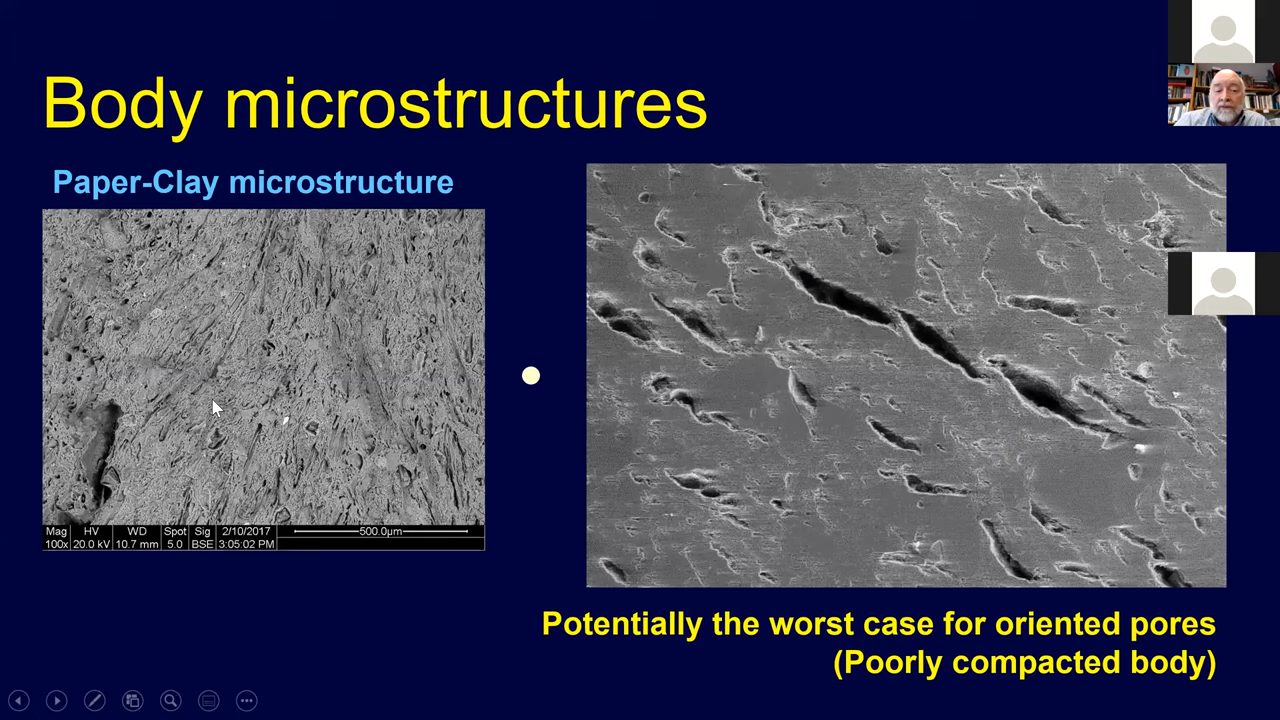 Body microstructures
Paper-Clay microstructure
Mag HV WD Spot Sig 2/10/2017 500.0µm
100x 20.0 kV 10.7 mm 5.0 BSE 3:05:02 PM
Potentially the worst case for oriented pores
(Poorly compacted body)